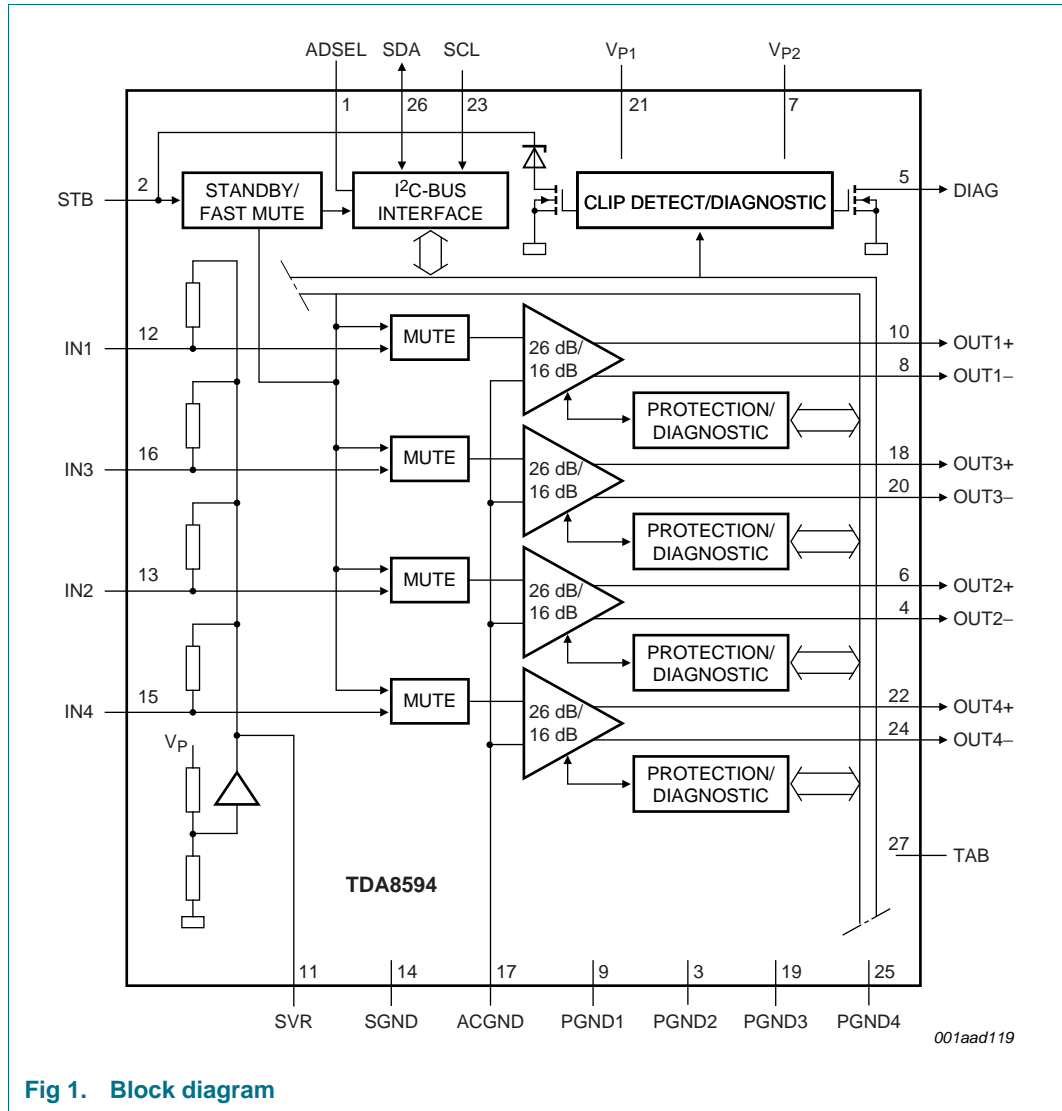 ADSEL SDA SCL VP1 VP2
1 26 23 21 7
STB 2 STANDBY/
FAST MUTE
I2C-BUS
INTERFACE
CLIP DETECT/DIAGNOSTIC
5 DIAG
IN1 12 MUTE
26 dB/
16 dB
10 OUT1+
8 OUT1−
PROTECTION/
DIAGNOSTIC
IN3 16 MUTE
26 dB/
16 dB
18 OUT3+
20 OUT3−
PROTECTION/
DIAGNOSTIC
IN2 13 MUTE
26 dB/
16 dB
6 OUT2+
4 OUT2−
PROTECTION/
DIAGNOSTIC
IN4 15 MUTE
26 dB/
16 dB
22 OUT4+
24 OUT4−
PROTECTION/
DIAGNOSTIC
VP
27 TAB
TDA8594
11 14 17 9 3 19 25
SVR SGND ACGND PGND1 PGND2 PGND3 PGND4
001aad119
Fig 1. Block diagram